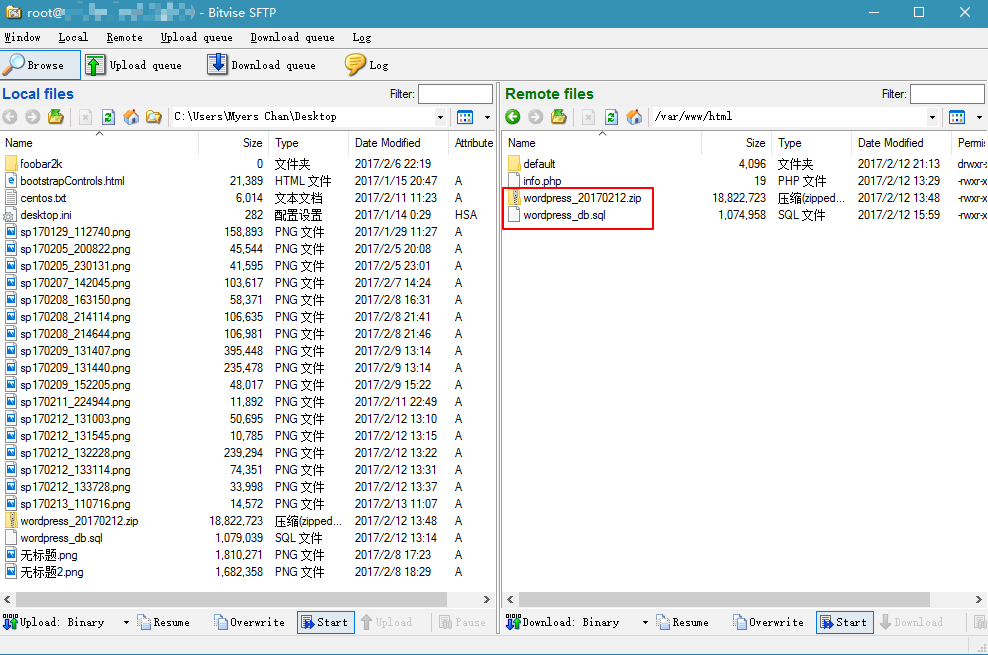 root@ - Bitvise SFTP
Window Local Remote Upload queue Download queue Log
Browse Upload queue Download queue Log
Local files Filter:
C:\Users\Myers Chan\Desktop
Name Size Type Date Modified Attribute
foobar2k 0 文件夹 2017/2/6 22:19
bootstrapControls.html 21,389 HTML 文件 2017/1/15 20:47 A
centos.txt 6,014 文本文档 2017/2/11 11:23 A
desktop.ini 282 配置设置 2017/1/14 0:29 HSA
sp170129_112740.png 158,893 PNG 文件 2017/1/29 11:27 A
sp170205_200822.png 45,544 PNG 文件 2017/2/5 20:08 A
sp170205_230131.png 41,595 PNG 文件 2017/2/5 23:01 A
sp170207_142045.png 103,617 PNG 文件 2017/2/7 14:24 A
sp170208_163150.png 58,371 PNG 文件 2017/2/8 16:31 A
sp170208_214114.png 106,635 PNG 文件 2017/2/8 21:41 A
sp170208_214644.png 106,981 PNG 文件 2017/2/8 21:46 A
sp170209_131407.png 395,448 PNG 文件 2017/2/9 13:14 A
sp170209_131440.png 235,478 PNG 文件 2017/2/9 13:14 A
sp170209_152205.png 48,017 PNG 文件 2017/2/9 15:22 A
sp170211_224944.png 11,892 PNG 文件 2017/2/11 22:49 A
sp170212_131003.png 50,695 PNG 文件 2017/2/12 13:10 A
sp170212_131545.png 10,785 PNG 文件 2017/2/12 13:15 A
sp170212_132228.png 239,294 PNG 文件 2017/2/12 13:22 A
sp170212_133114.png 74,351 PNG 文件 2017/2/12 13:31 A
sp170212_133728.png 33,998 PNG 文件 2017/2/12 13:37 A
sp170213_110716.png 14,572 PNG 文件 2017/2/13 11:07 A
wordpress_20170212.zip 18,822,723 压缩(zipped... 2017/2/12 13:48 A
wordpress_db.sql 1,079,039 SQL 文件 2017/2/12 13:14 A
无标题.png 1,810,271 PNG 文件 2017/2/8 17:23 A
无标题2.png 1,682,358 PNG 文件 2017/2/8 18:29 A
Upload: Binary Resume Overwrite Start Upload Pause
Remote files Filter:
/var/www/html
Name Size Type Date Modified Permi:
default 4,096 文件夹 2017/2/12 21:13 drwxr-x
info.php 19 PHP 文件 2017/2/12 13:29 -rwxr-x
wordpress_20170212.zip 18,822,723 压缩(zipped... 2017/2/12 13:48 -rwxr-x
wordpress_db.sql 1,074,958 SQL 文件 2017/2/12 15:59 -rwxr-x
Download: Binary Resume Overwrite Start Download